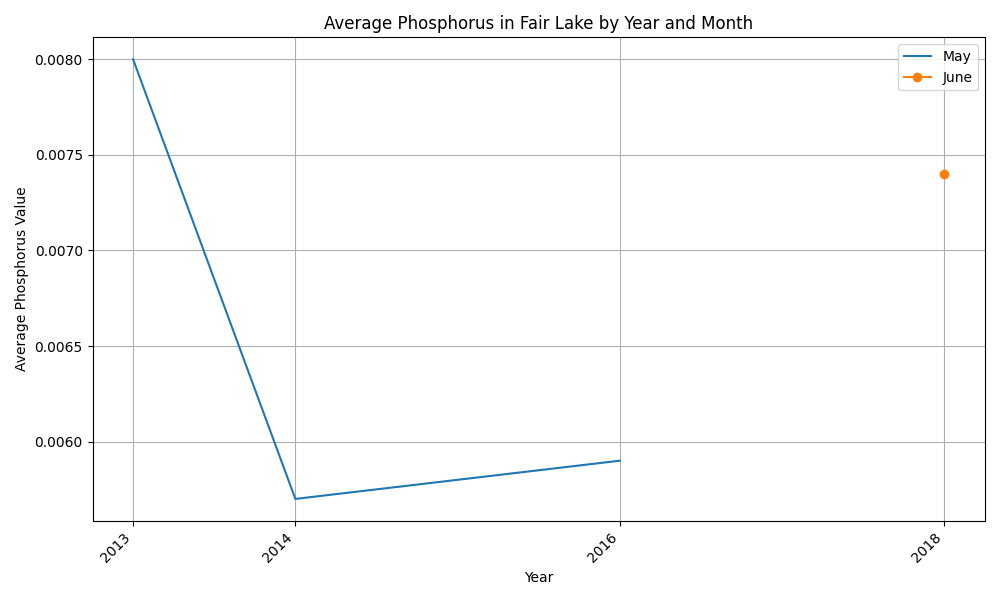 Average Phosphorus in Fair Lake by Year and Month
May
June
Average Phosphorus Value
0.0080
0.0075
0.0070
0.0065
0.0060
2013
2014
2016
2018
Year